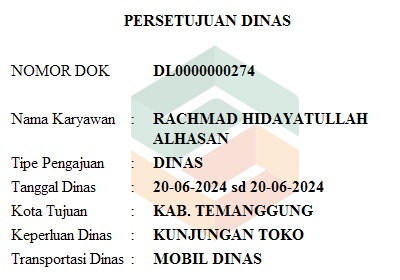 PERSETUJUAN DINAS
NOMOR DOK DL0000000274
Nama Karyawan : RACHMAD HIDAYATULLAH
ALHASAN
Tipe Pengajuan : DINAS
Tanggal Dinas : 20-06-2024 sd 20-06-2024
Kota Tujuan : KAB. TEMANGGUNG
Keperluan Dinas : KUNJUNGAN TOKO
Transportasi Dinas : MOBIL DINAS